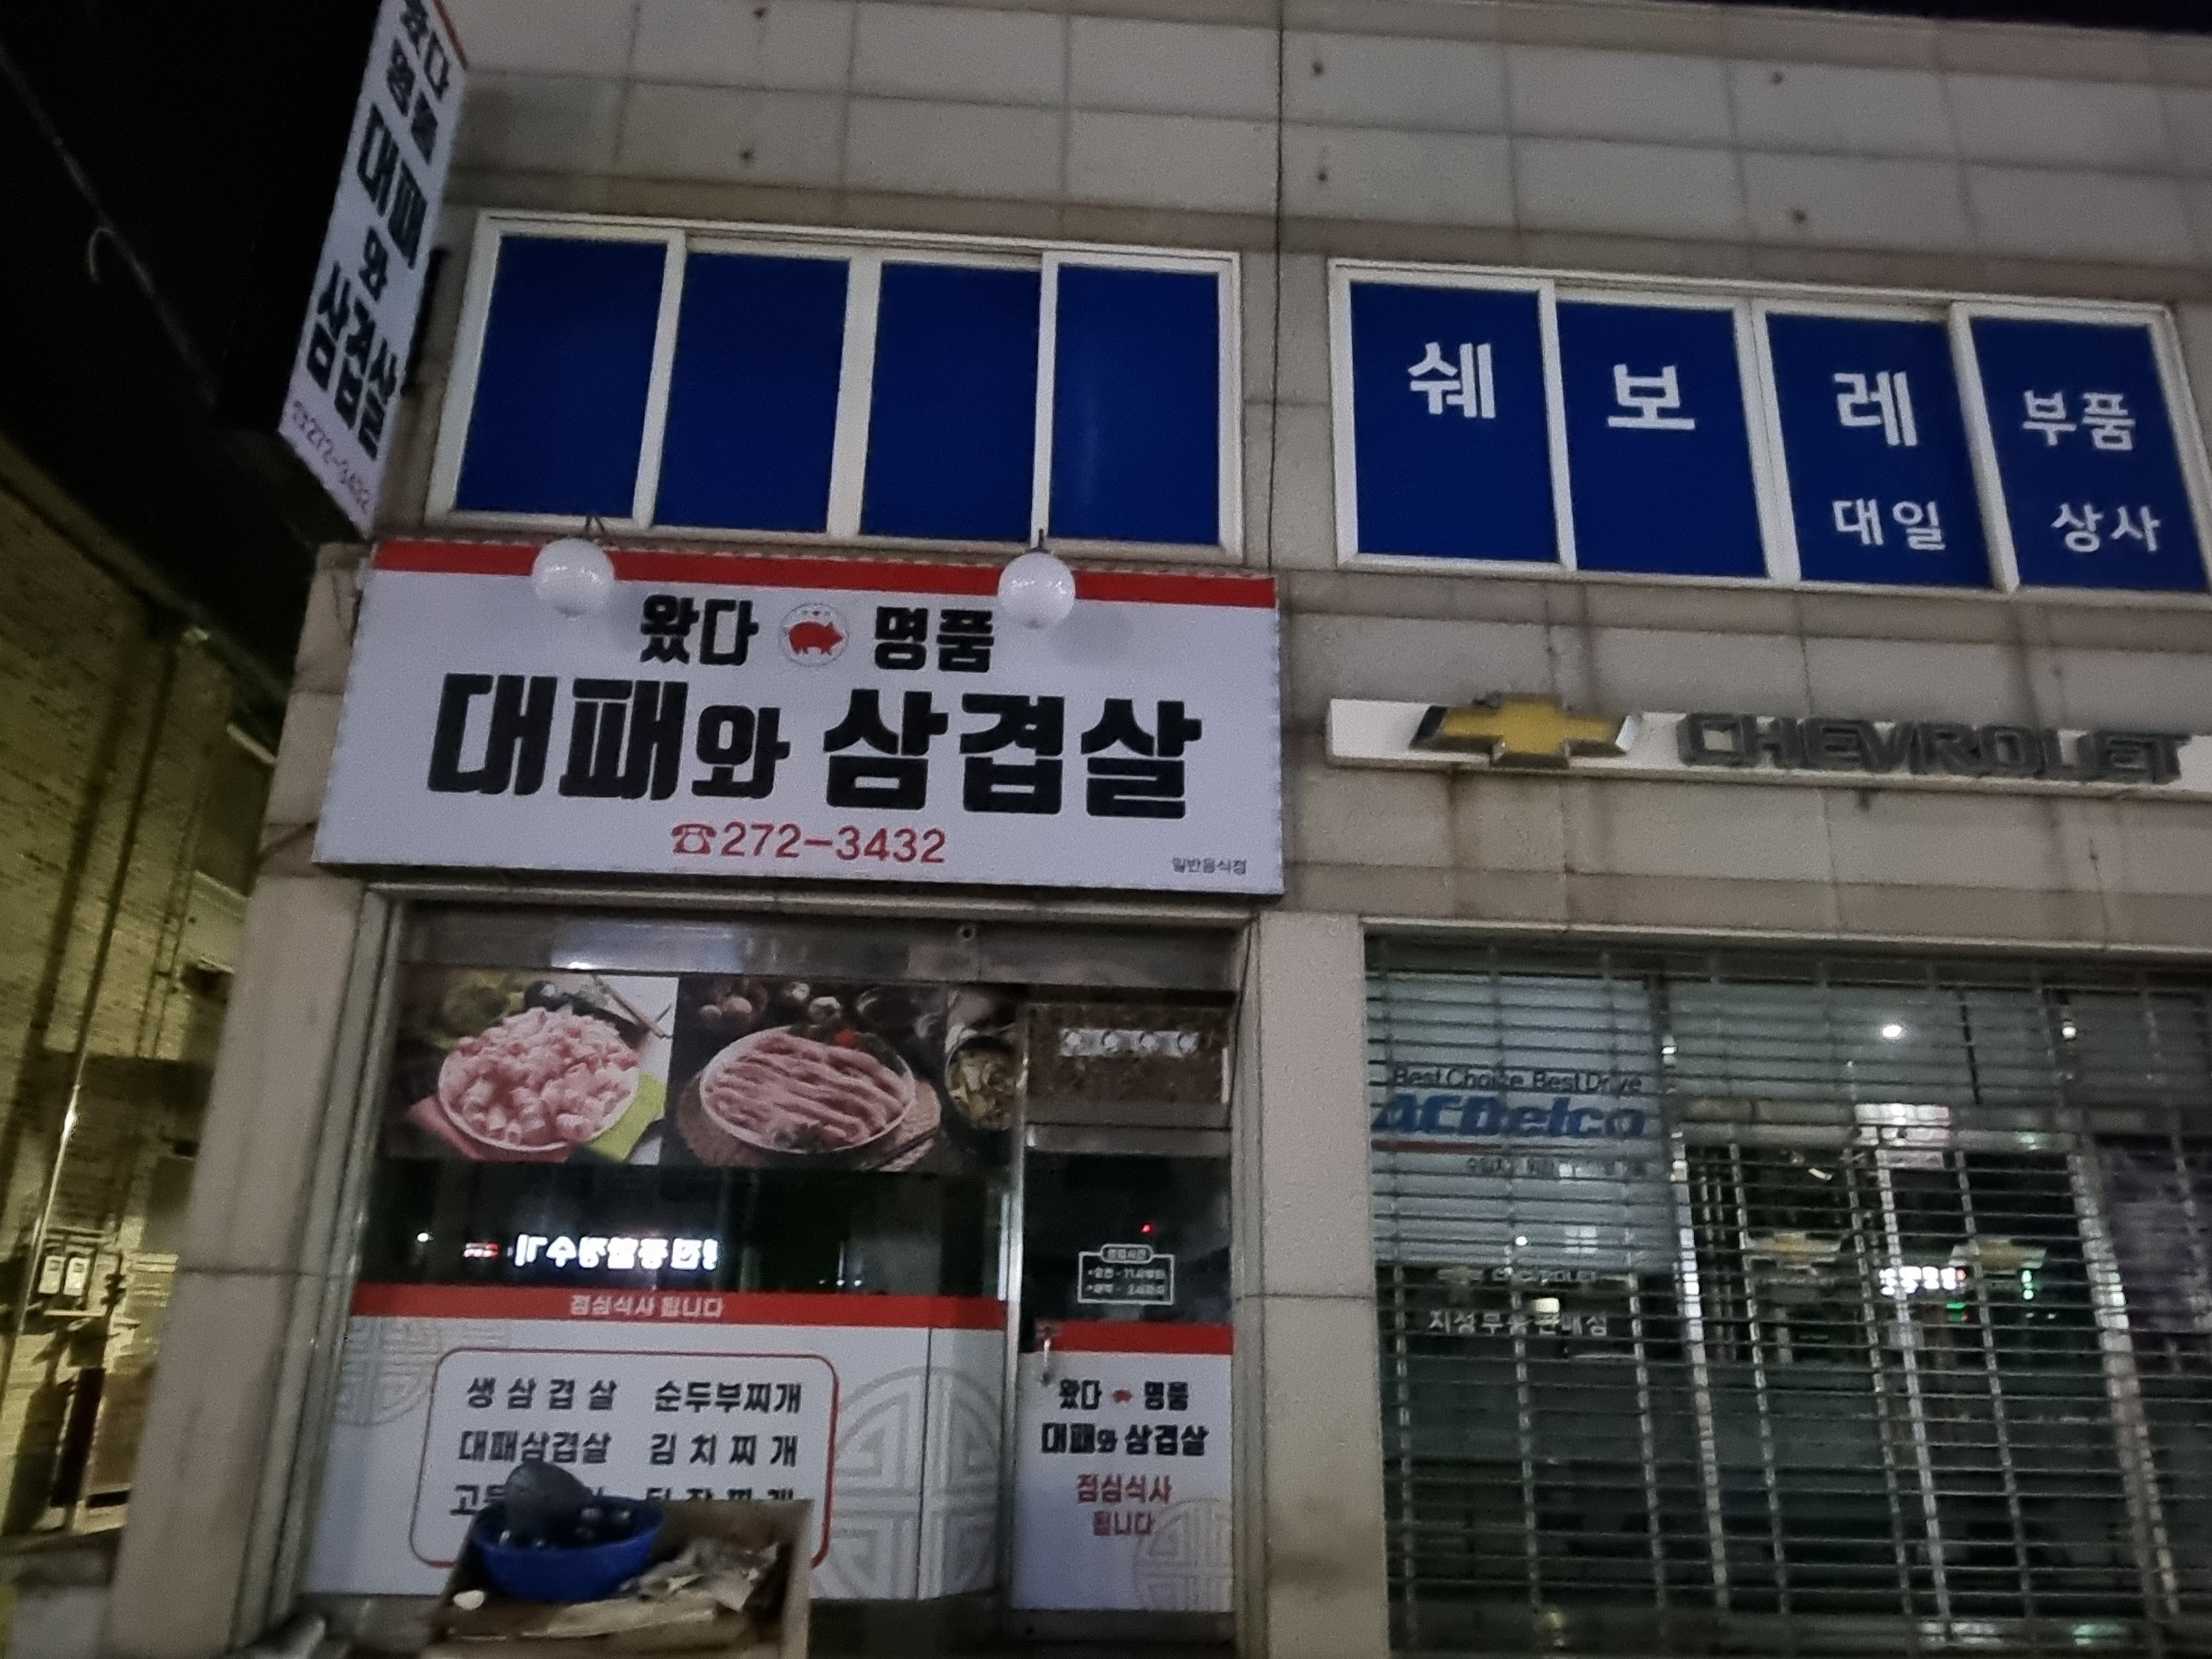 왔다
명품
대패
와
삼겹살
☎272-3432
쉐 보 레 부품
대일 상사
왔다 명품
대패와 삼겹살
☎272-3432
일반음식점
CHEVROLET
Best Choice Best Drive
ACDelco
점심식사 됩니다
생삼겹살 순두부찌개
대패삼겹살 김치찌개
왔다 명품
대패와 삼겹살
점심식사
됩니다